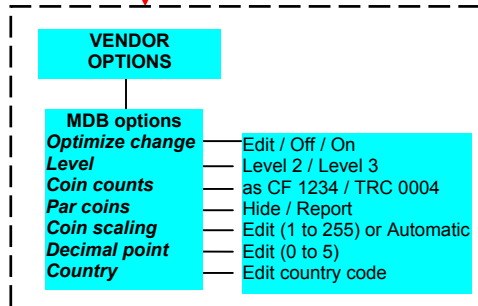 VENDOR
OPTIONS
MDB options
Optimize change Edit / Off / On
Level Level 2 / Level 3
Coin counts as CF 1234 / TRC 0004
Par coins Hide / Report
Coin scaling Edit (1 to 255) or Automatic
Decimal point Edit (0 to 5)
Country Edit country code